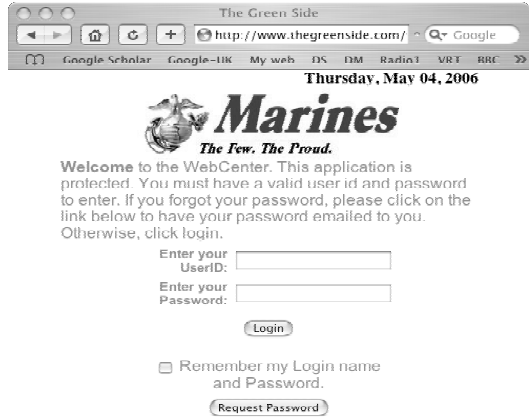 The Green Side
http://www.thegreenside.com/
Google
Google Scholar Google-UK My web DS DM Radio1 VRT BBC
Thursday, May 04, 2006
Marines
The Few. The Proud.
Welcome to the WebCenter. This application is
protected. You must have a valid user id and password
to enter. If you forgot your password, please click on the
link below to have your password emailed to you.
Otherwise, click login.
Enter your
UserID:
Enter your
Password:
Login
Remember my Login name
and Password.
Request Password